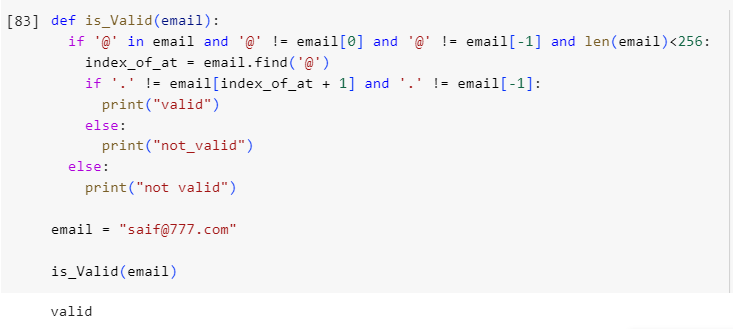 [83] def is_Valid(email):
if '@' in email and '@' != email[0] and '@' != email[-1] and len(email)<256:
index_of_at = email.find('@')
if '.' != email[index_of_at + 1] and '.' != email[-1]:
print("valid")
else:
print("not_valid")
else:
print("not valid")
email = "saif@777.com"
is_Valid(email)
valid